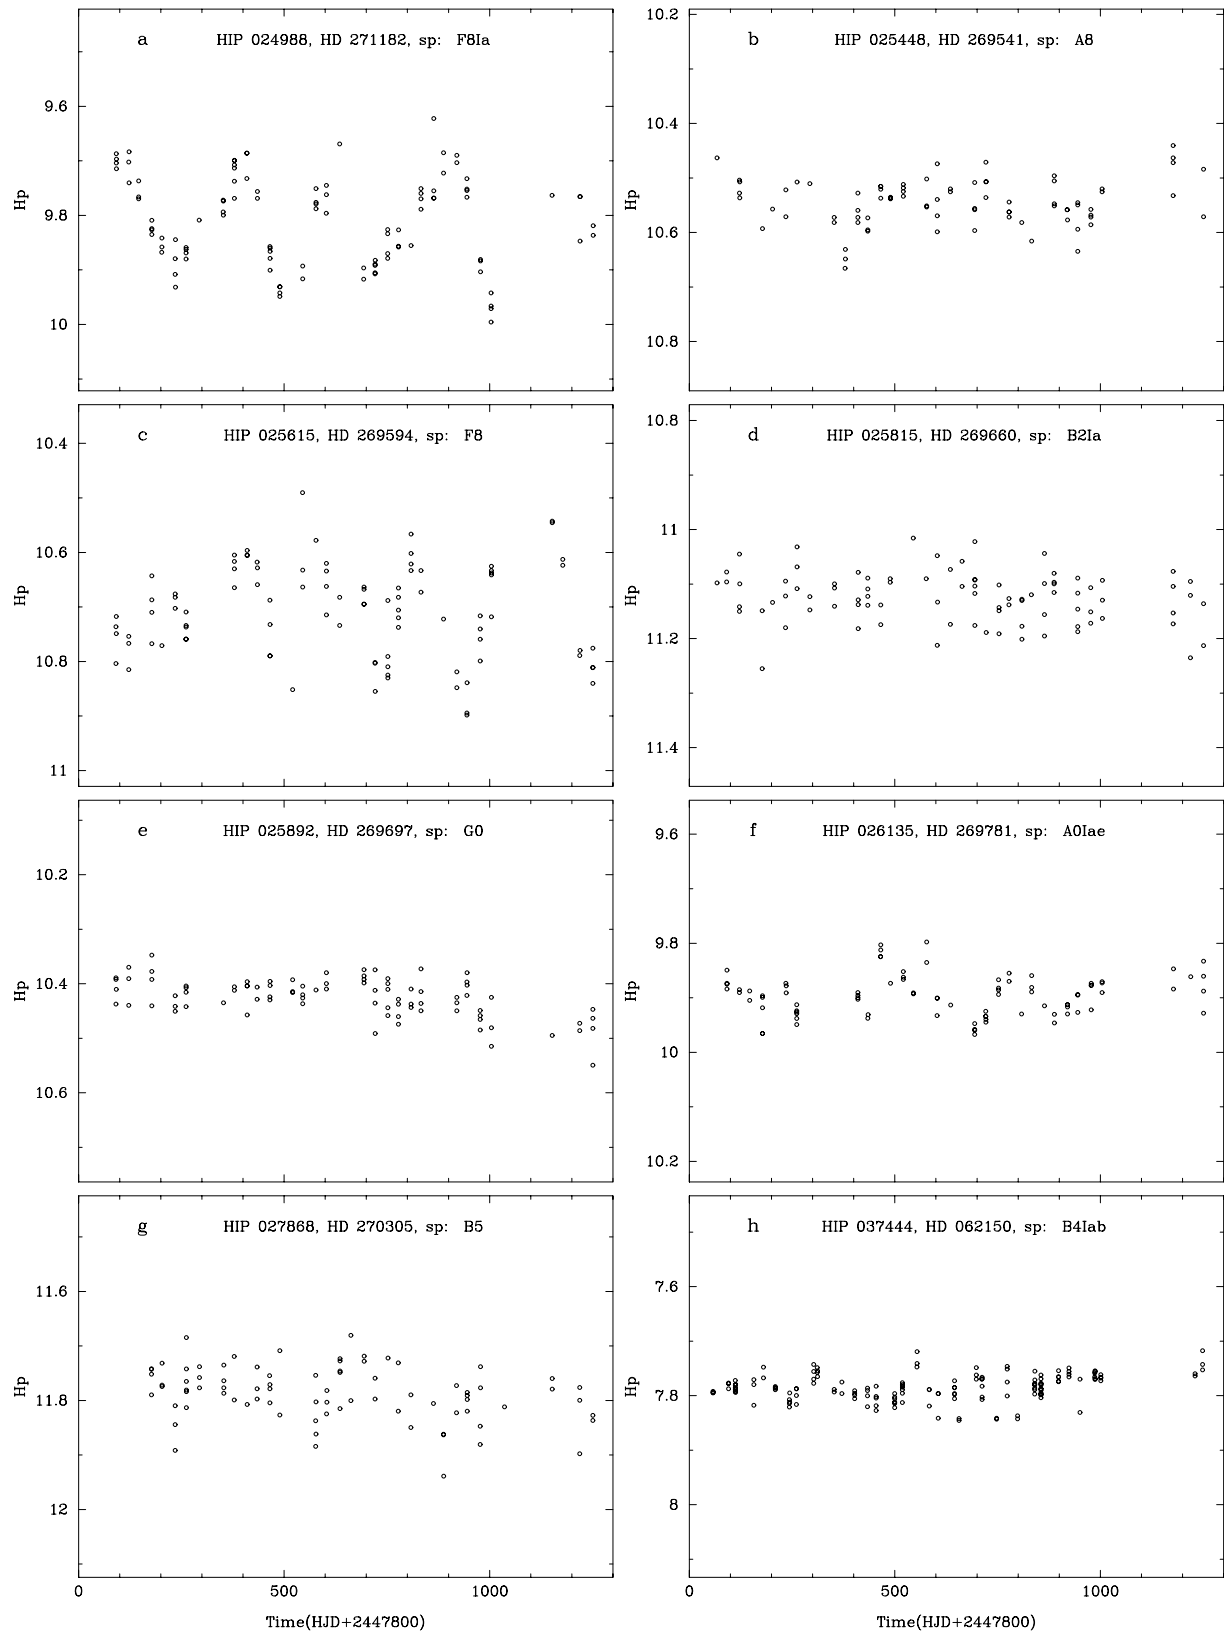 a HIP 024988, HD 271182, sp: F8Ia
9.6
9.8
10
Hp
b HIP 025448, HD 269541, sp: A8
10.2
10.4
10.6
10.8
Hp
c HIP 025615, HD 269594, sp: F8
10.4
10.6
10.8
11
Hp
d HIP 025815, HD 269660, sp: B2Ia
10.8
11
11.2
11.4
Hp
e HIP 025892, HD 269697, sp: G0
10.2
10.4
10.6
Hp
f HIP 026135, HD 269781, sp: A0Iae
9.6
9.8
10
10.2
Hp
g HIP 027868, HD 270305, sp: B5
11.6
11.8
12
Hp
0 500 1000
Time(HJD+2447800)
h HIP 037444, HD 062150, sp: B4Iab
7.6
7.8
8
Hp
0 500 1000
Time(HJD+2447800)